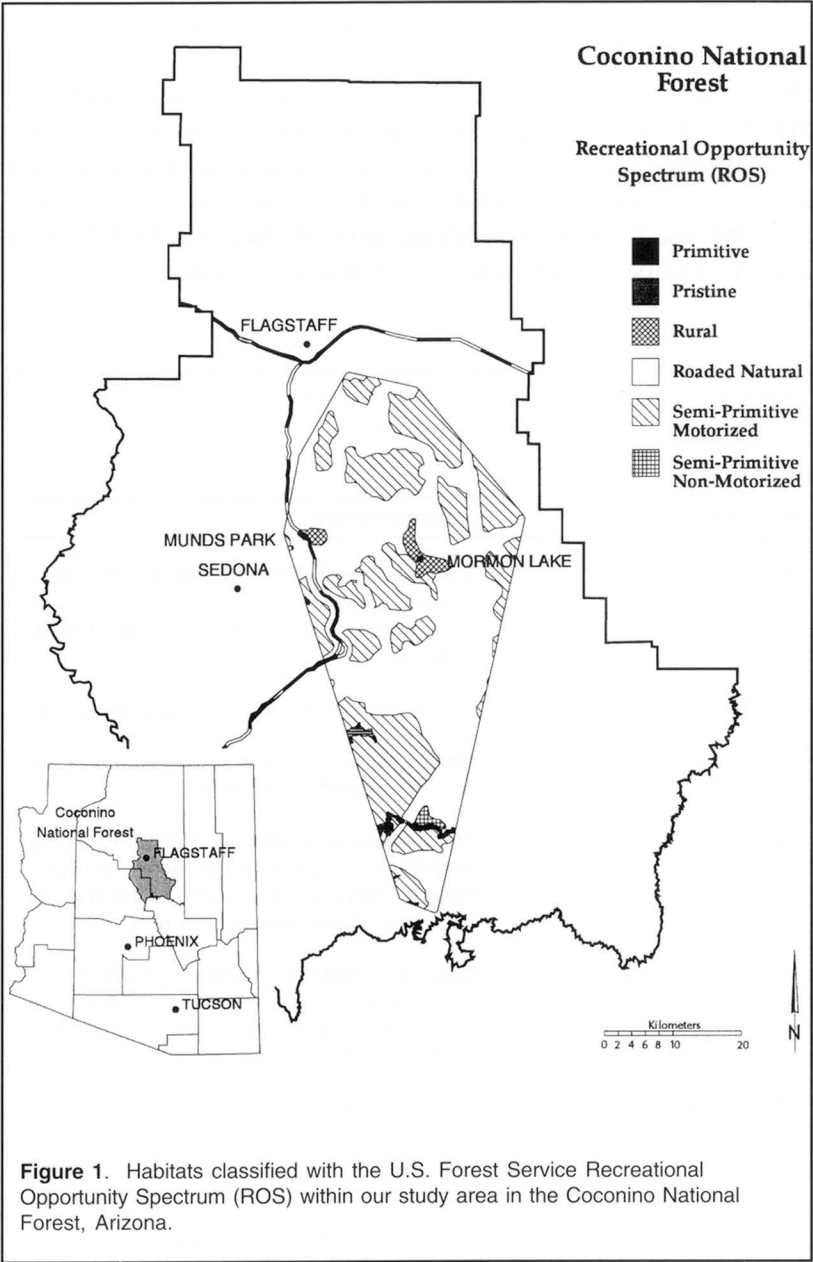 Coconino National
Forest
Recreational Opportunity
Spectrum (ROS)
Primitive
Pristine
Rural
Roaded Natural
Semi-Primitive
Motorized
Semi-Primitive
Non-Motorized
FLAGSTAFF
MUNDS PARK
SEDONA
MORMON LAKE
Coconino
National Forest
FLAGSTAFF
PHOENIX
TUCSON
Kilometers
0 2 4 6 8 10 20
N
Figure 1. Habitats classified with the U.S. Forest Service Recreational
Opportunity Spectrum (ROS) within our study area in the Coconino National
Forest, Arizona.